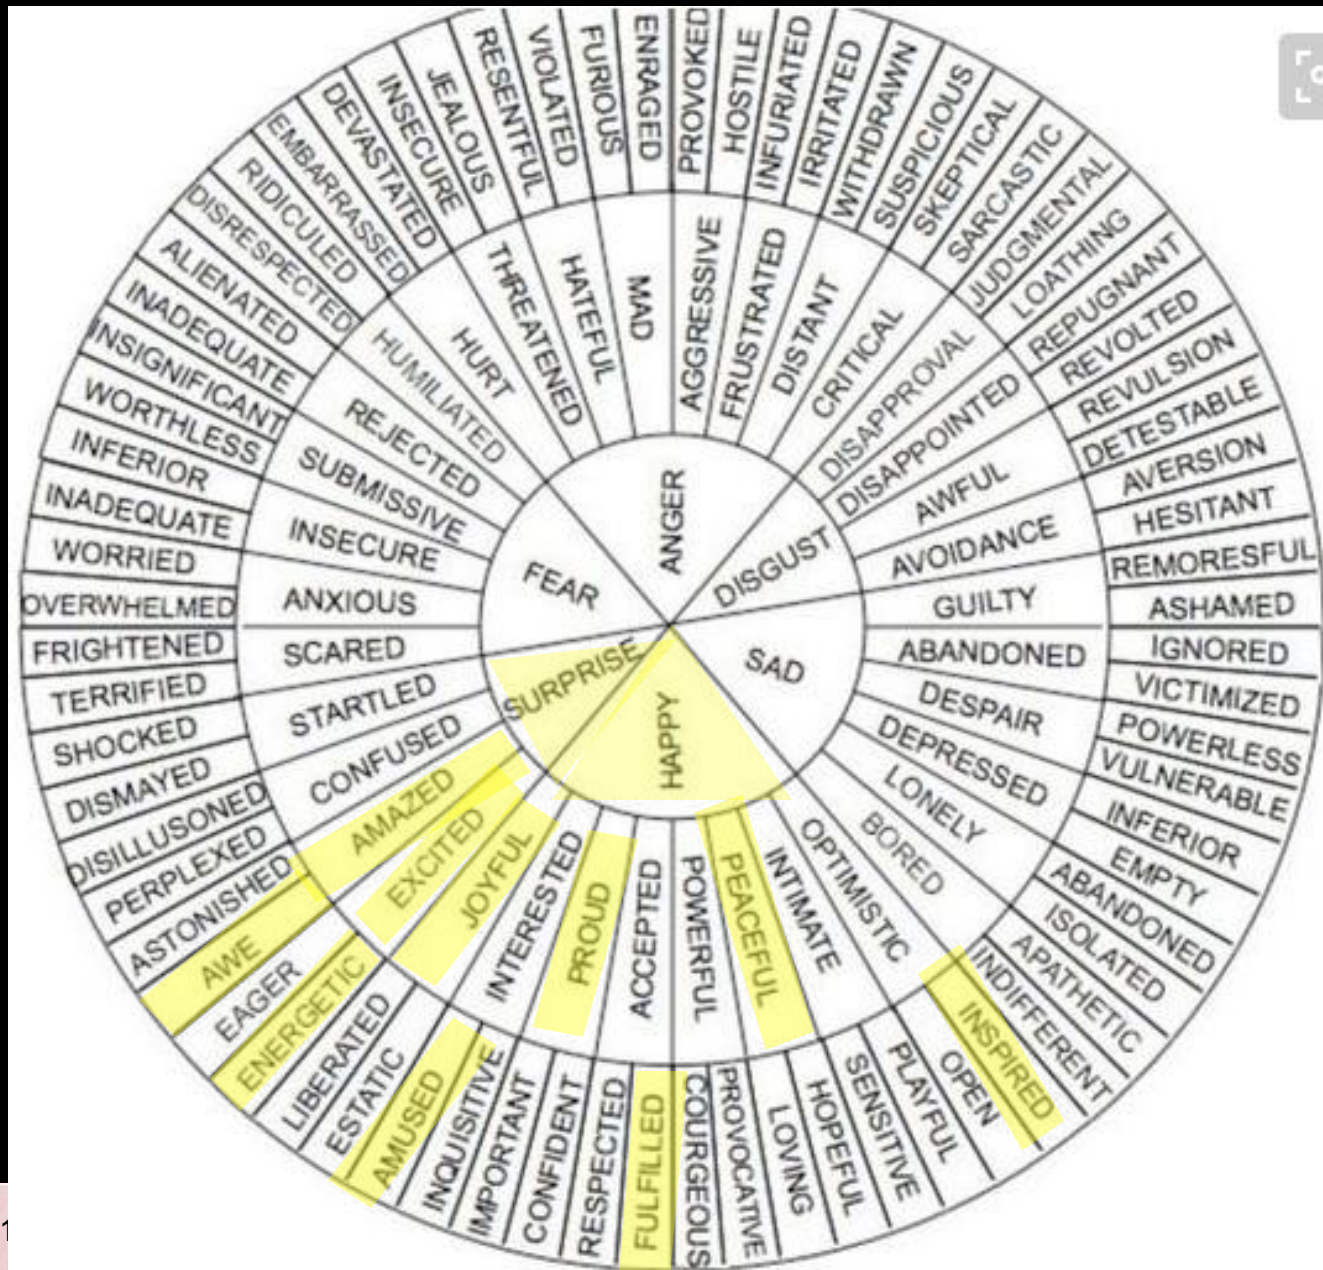 ANGER
DISGUST
SAD
HAPPY
SURPRISE
FEAR
MAD
AGGRESSIVE
FRUSTRATED
DISTANT
CRITICAL
DISAPPROVAL
DISAPPOINTED
AWFUL
AVOIDANCE
GUILTY
ABANDONED
DESPAIR
DEPRESSED
LONELY
BORED
OPTIMISTIC
INTIMATE
PEACEFUL
POWERFUL
ACCEPTED
PROUD
INTERESTED
JOYFUL
EXCITED
AMAZED
CONFUSED
STARTLED
SCARED
ANXIOUS
INSECURE
SUBMISSIVE
REJECTED
HUMILIATED
HURT
THREATENED
HATEFUL
ENRAGED
PROVOKED
HOSTILE
INFURIATED
IRRITATED
WITHDRAWN
SUSPICIOUS
SKEPTICAL
SARCASTIC
JUDGMENTAL
LOATHING
REPUGNANT
REVOLTED
REVULSION
DETESTABLE
AVERSION
HESITANT
REMORESFUL
ASHAMED
IGNORED
VICTIMIZED
POWERLESS
VULNERABLE
INFERIOR
EMPTY
ABANDONED
ISOLATED
APATHETIC
INDIFFERENT
INSPIRED
OPEN
PLAYFUL
SENSITIVE
HOPEFUL
LOVING
PROVOCATIVE
COURGEOUS
FULFILLED
RESPECTED
CONFIDENT
IMPORTANT
INQUISITIVE
AMUSED
ESTATIC
LIBERATED
ENERGETIC
EAGER
AWE
ASTONISHED
PERPLEXED
DISILLUSONED
DISMAYED
SHOCKED
TERRIFIED
FRIGHTENED
OVERWHELMED
WORRIED
INADEQUATE
INFERIOR
WORTHLESS
INSIGNIFICANT
INADEQUATE
ALIENATED
DISRESPECTED
RIDICULED
EMBARRASSED
DEVASTATED
INSECURE
JEALOUS
RESENTFUL
VIOLATED
FURIOUS
1